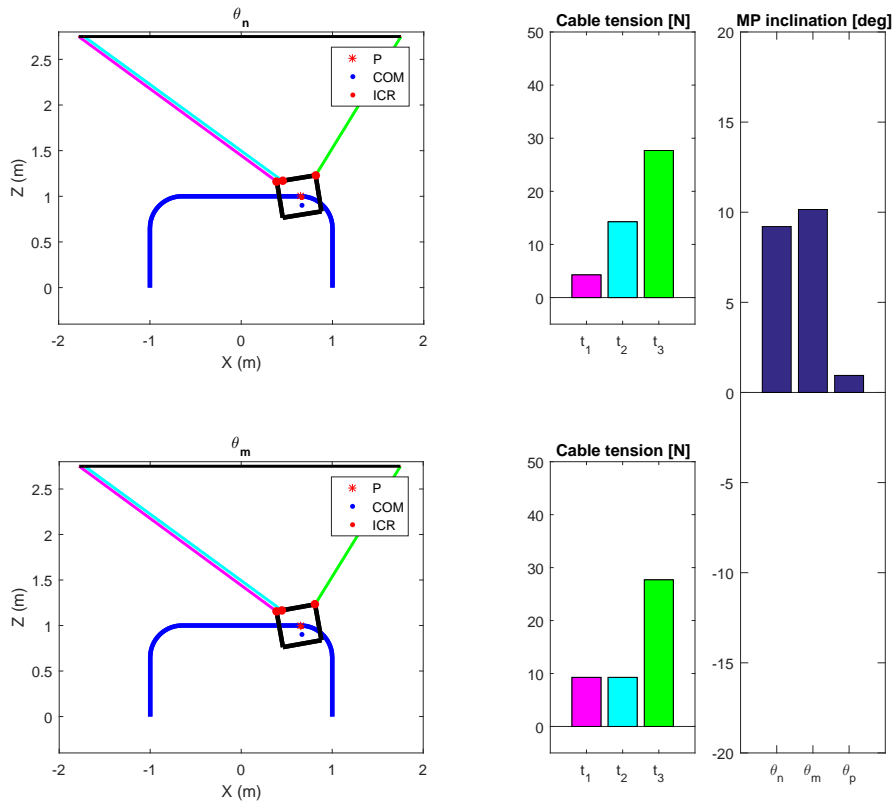 θn
Z (m)
2.5
2
1.5
1
0.5
0
-2
-1
0
1
2
X (m)
P
COM
ICR
Cable tension [N]
50
40
30
20
10
0
t1
t2
t3
MP inclination [deg]
20
15
10
5
0
-5
-10
-15
-20
θn
θm
θp
θm
Z (m)
2.5
2
1.5
1
0.5
0
-2
-1
0
1
2
X (m)
P
COM
ICR
Cable tension [N]
50
40
30
20
10
0
t1
t2
t3